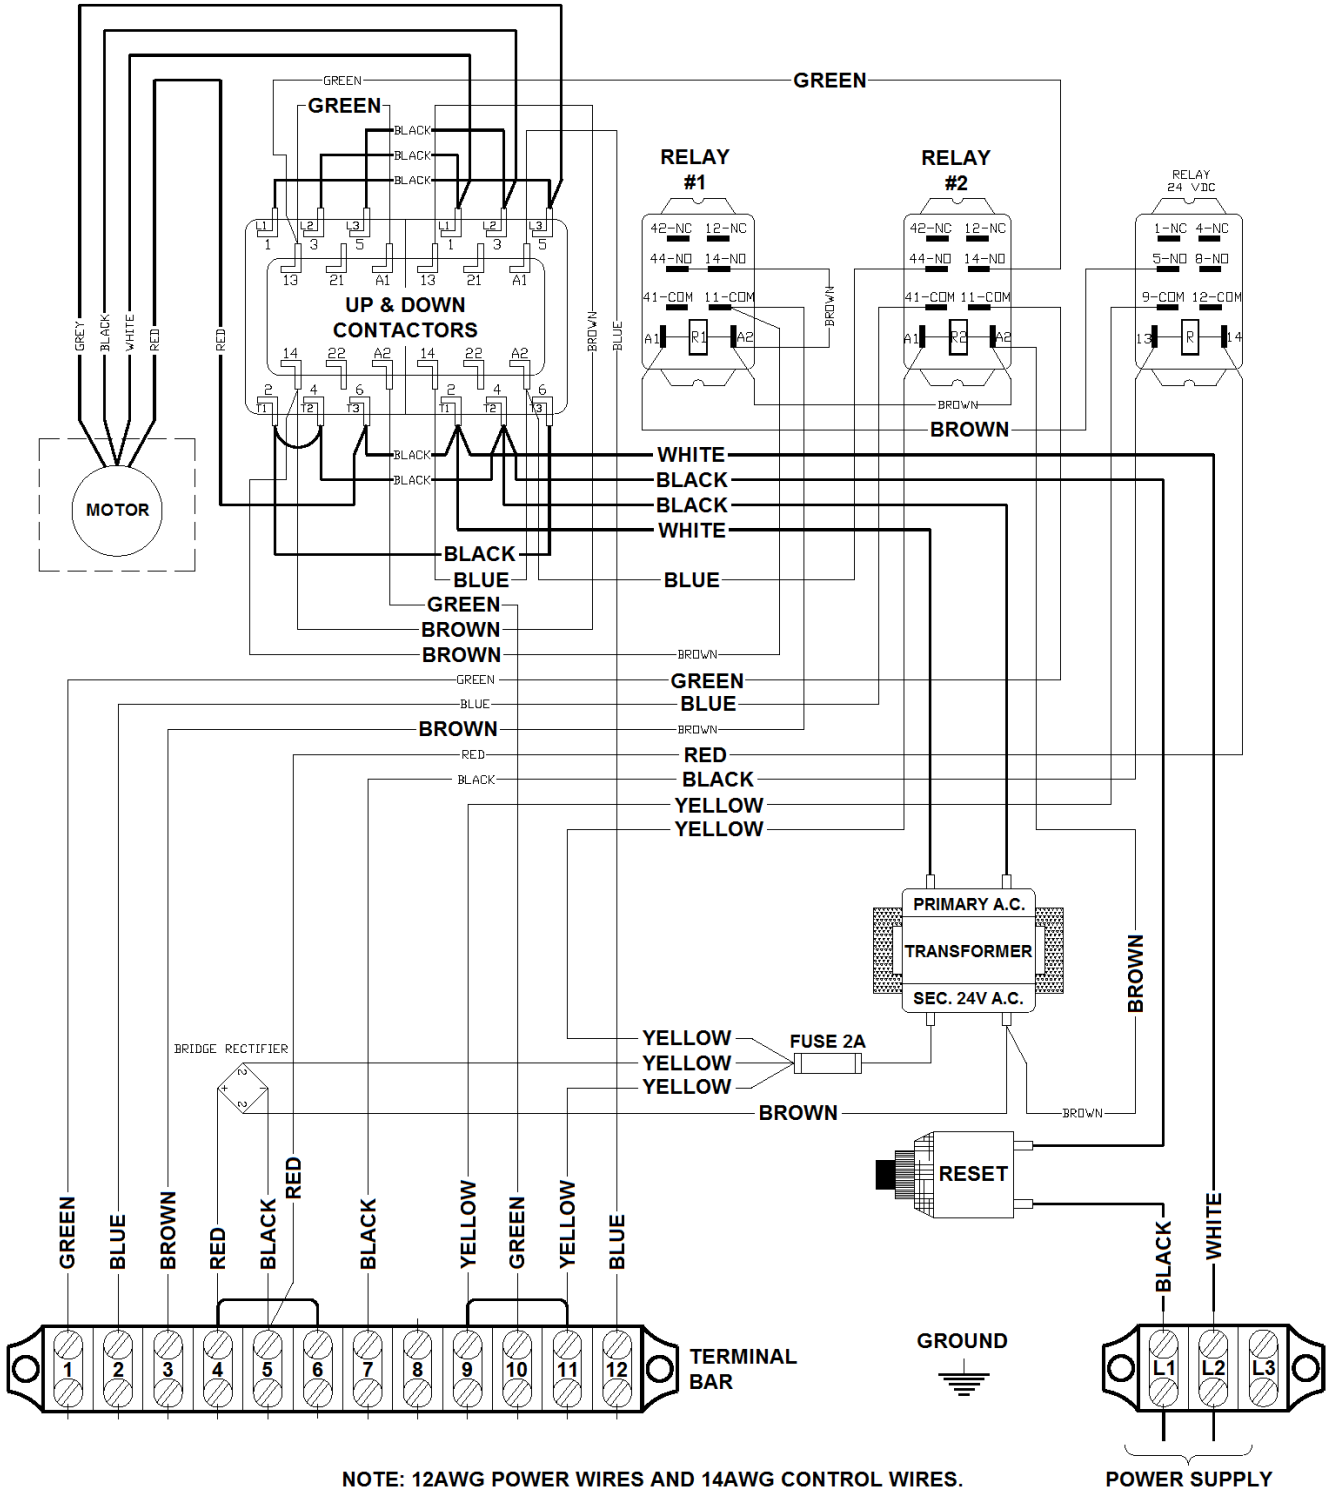 GREEN
GREEN
GREEN
BLACK
BLACK
BLACK
RELAY
#1
RELAY
#2
RELAY
24 VDC
L1 L2 L3 L1 L2 L3
1 3 5 1 3 5
13 21 A1 13 21 A1
UP & DOWN
CONTACTORS
14 22 A2 14 22 A2
2 4 6 2 4 6
T1 T2 T3 T1 T2 T3
42-NC 12-NC
44-NO 14-NO
41-COM 11-COM
A1 R1 A2
42-NC 12-NC
44-NO 14-NO
41-COM 11-COM
A1 R2 A2
1-NC 4-NC
5-NO 8-NO
9-COM 12-COM
13 R 14
GREY
BLACK
WHITE
RED
RED
BROWN
BLUE
BROWN
BROWN
BROWN
MOTOR
BLACK
BLACK
WHITE
BLACK
BLACK
WHITE
BLACK
BLUE
BLUE
GREEN
BROWN
BROWN
BROWN
GREEN
GREEN
BLUE
BLUE
BROWN
BROWN
RED
RED
BLACK
BLACK
YELLOW
YELLOW
PRIMARY A.C.
TRANSFORMER
SEC. 24V A.C.
BROWN
YELLOW
YELLOW
YELLOW
FUSE 2A
BRIDGE RECTIFIER
2
+ -
2
BROWN
BROWN
RESET
GREEN
BLUE
BROWN
RED
BLACK
RED
BLACK
YELLOW
GREEN
YELLOW
BLUE
BLACK
WHITE
1 2 3 4 5 6 7 8 9 10 11 12
TERMINAL
BAR
GROUND
L1 L2 L3
NOTE: 12AWG POWER WIRES AND 14AWG CONTROL WIRES.
POWER SUPPLY